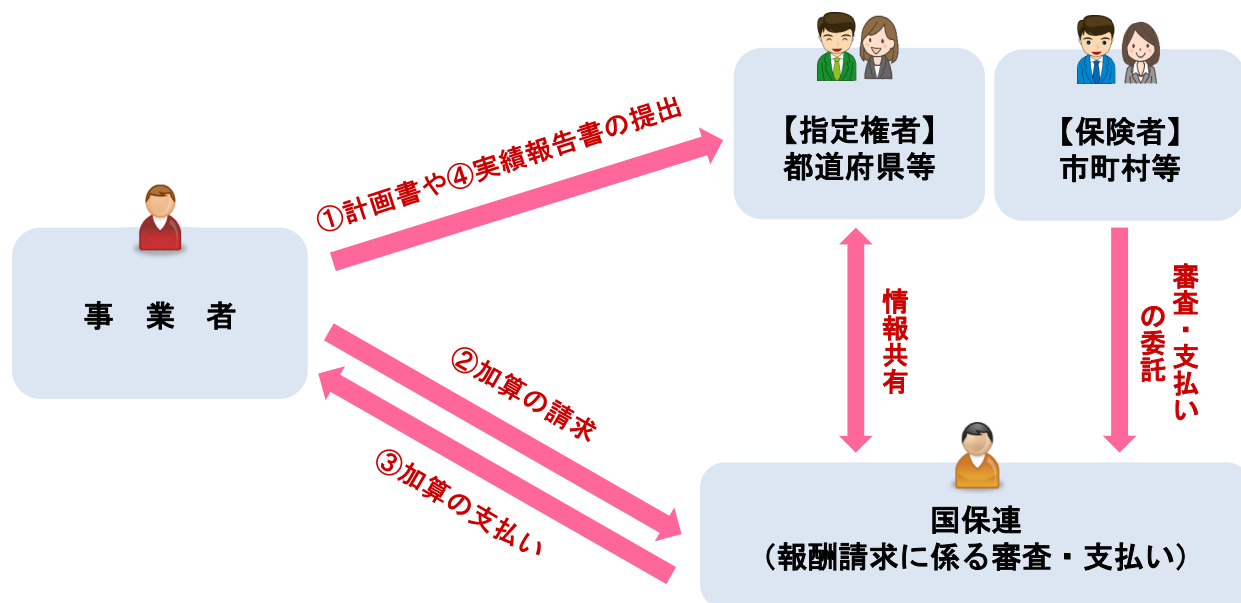 【指定権者】
都道府県等
【保険者】
市町村等
①計画書や④実績報告書の提出
事　業　者
②加算の請求
③加算の支払い
情報共有
審査・支払い
の委託
国保連
（報酬請求に係る審査・支払い）